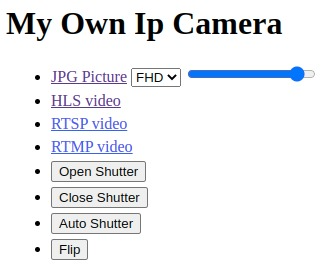 My Own Ip Camera
JPG Picture FHD
HLS video
RTSP video
RTMP video
Open Shutter
Close Shutter
Auto Shutter
Flip